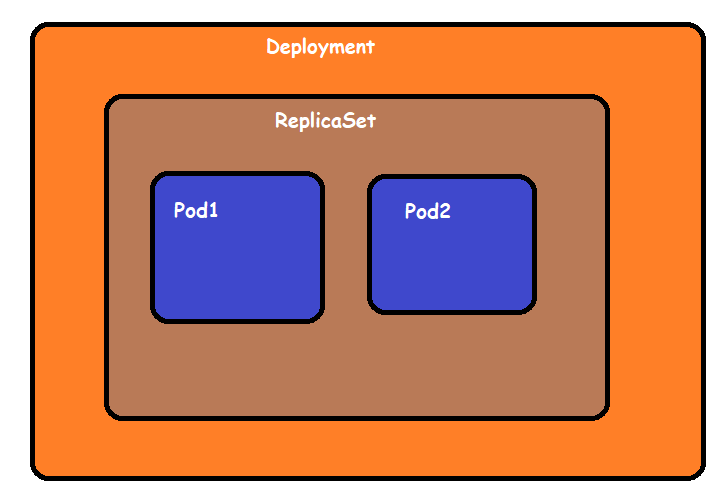 Deployment
ReplicaSet
Pod1
Pod2